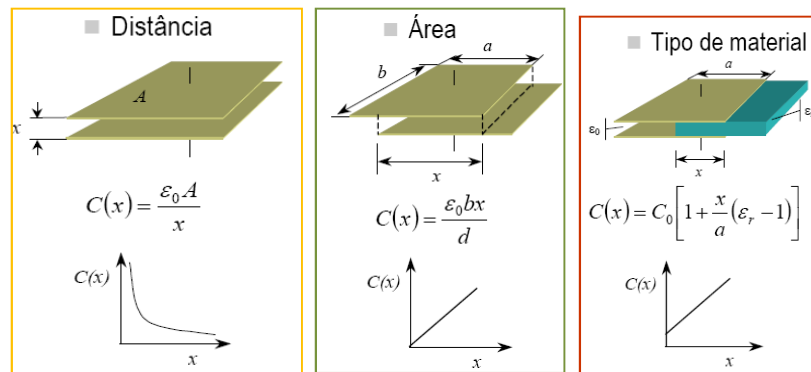 ■ Distância
A
x
C(x) = ε₀A / x
C(x)
x
■ Área
a
b
x
C(x) = ε₀bx / d
C(x)
x
■ Tipo de material
a
ε₀
x
C(x) = C₀[1 + x/a (εᵣ − 1)]
C(x)
x